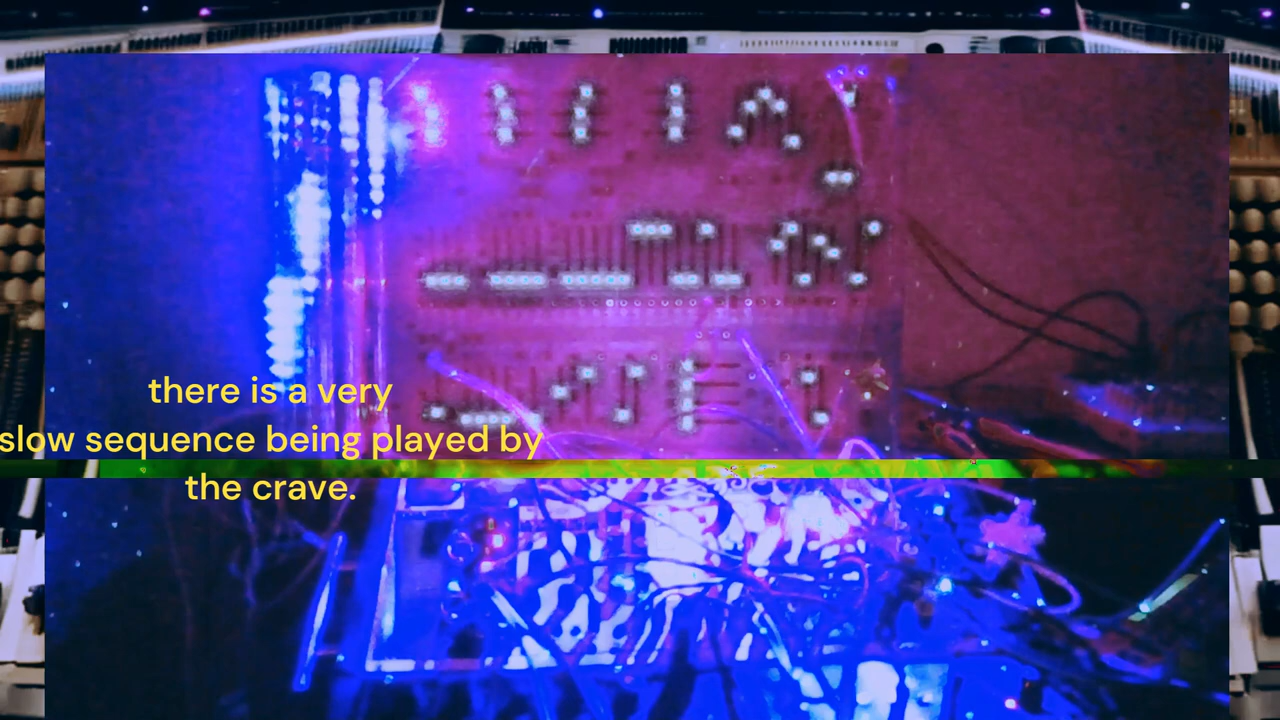 there is a very
slow sequence being played by
the crave.